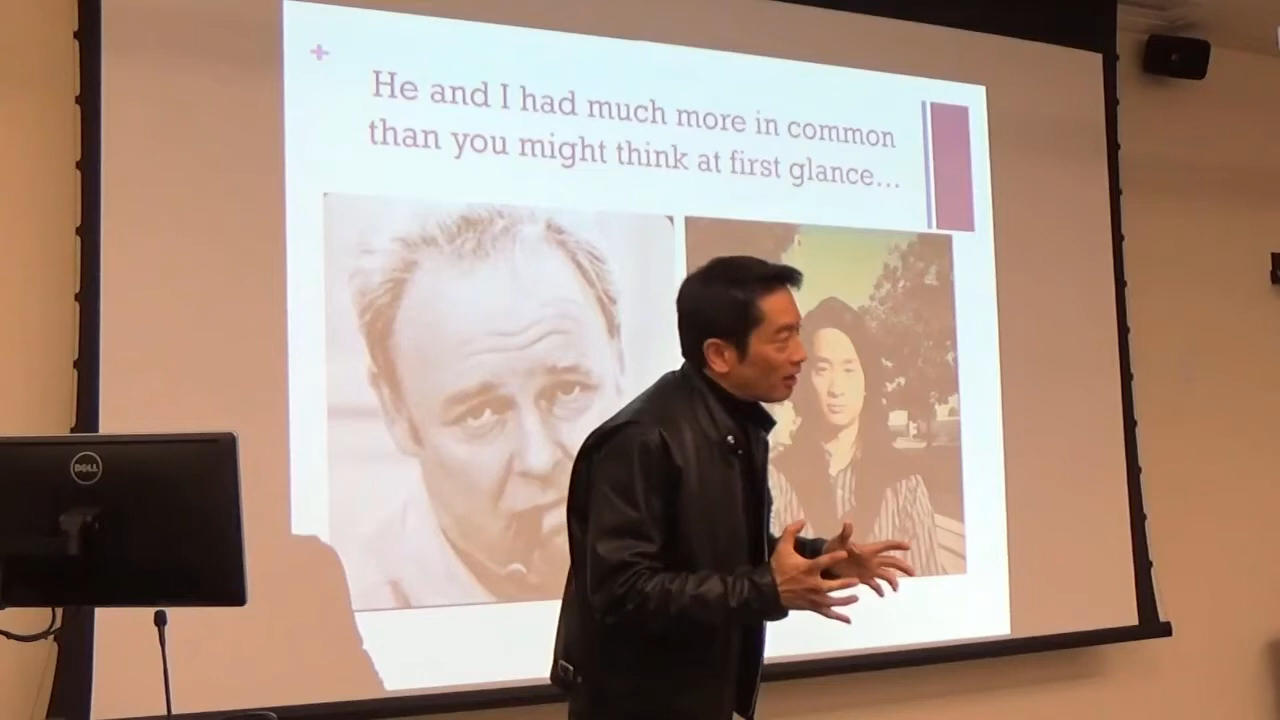 He and I had much more in common
than you might think at first glance...
DELL